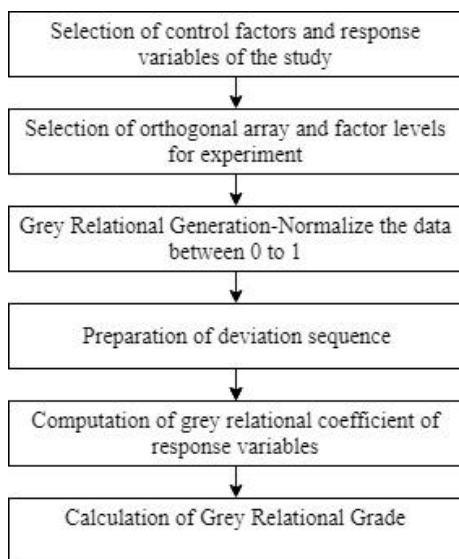 Selection of control factors and response
variables of the study
Selection of orthogonal array and factor levels
for experiment
Grey Relational Generation-Normalize the data
between 0 to 1
Preparation of deviation sequence
Computation of grey relational coefficient of
response variables
Calculation of Grey Relational Grade